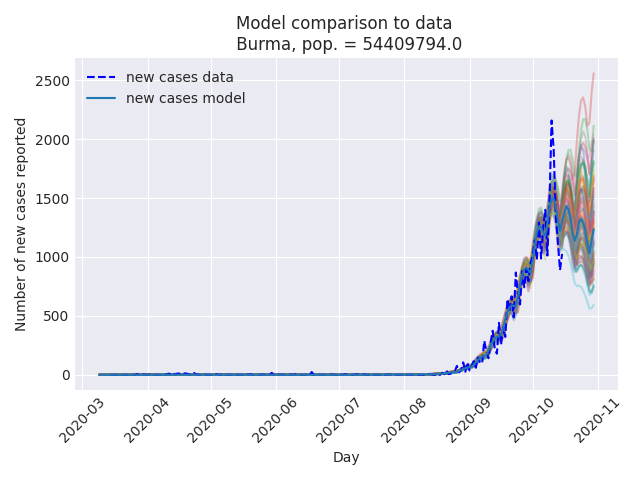 Model comparison to data
Burma, pop. = 54409794.0
new cases data
new cases model
Number of new cases reported
2500
2000
1500
1000
500
0
2020-03
2020-04
2020-05
2020-06
2020-07
2020-08
2020-09
2020-10
2020-11
Day